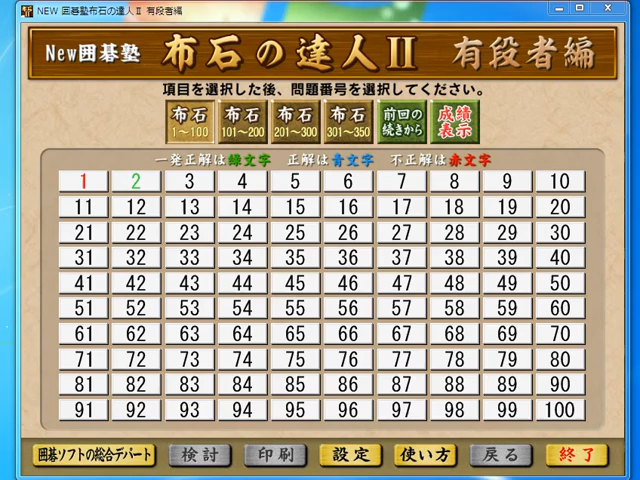 NEW 囲碁塾布石の達人Ⅱ 有段者編
New囲碁塾 布石の達人Ⅱ 有段者編
項目を選択した後、問題番号を選択してください。
布石 1～100 布石 101～200 布石 201～300 布石 301～350 前回の続きから 成績表示
一発正解は緑文字 正解は青文字 不正解は赤文字
1 2 3 4 5 6 7 8 9 10
11 12 13 14 15 16 17 18 19 20
21 22 23 24 25 26 27 28 29 30
31 32 33 34 35 36 37 38 39 40
41 42 43 44 45 46 47 48 49 50
51 52 53 54 55 56 57 58 59 60
61 62 63 64 65 66 67 68 69 70
71 72 73 74 75 76 77 78 79 80
81 82 83 84 85 86 87 88 89 90
91 92 93 94 95 96 97 98 99 100
囲碁ソフトの総合デパート 検討 印刷 設定 使い方 戻る 終了